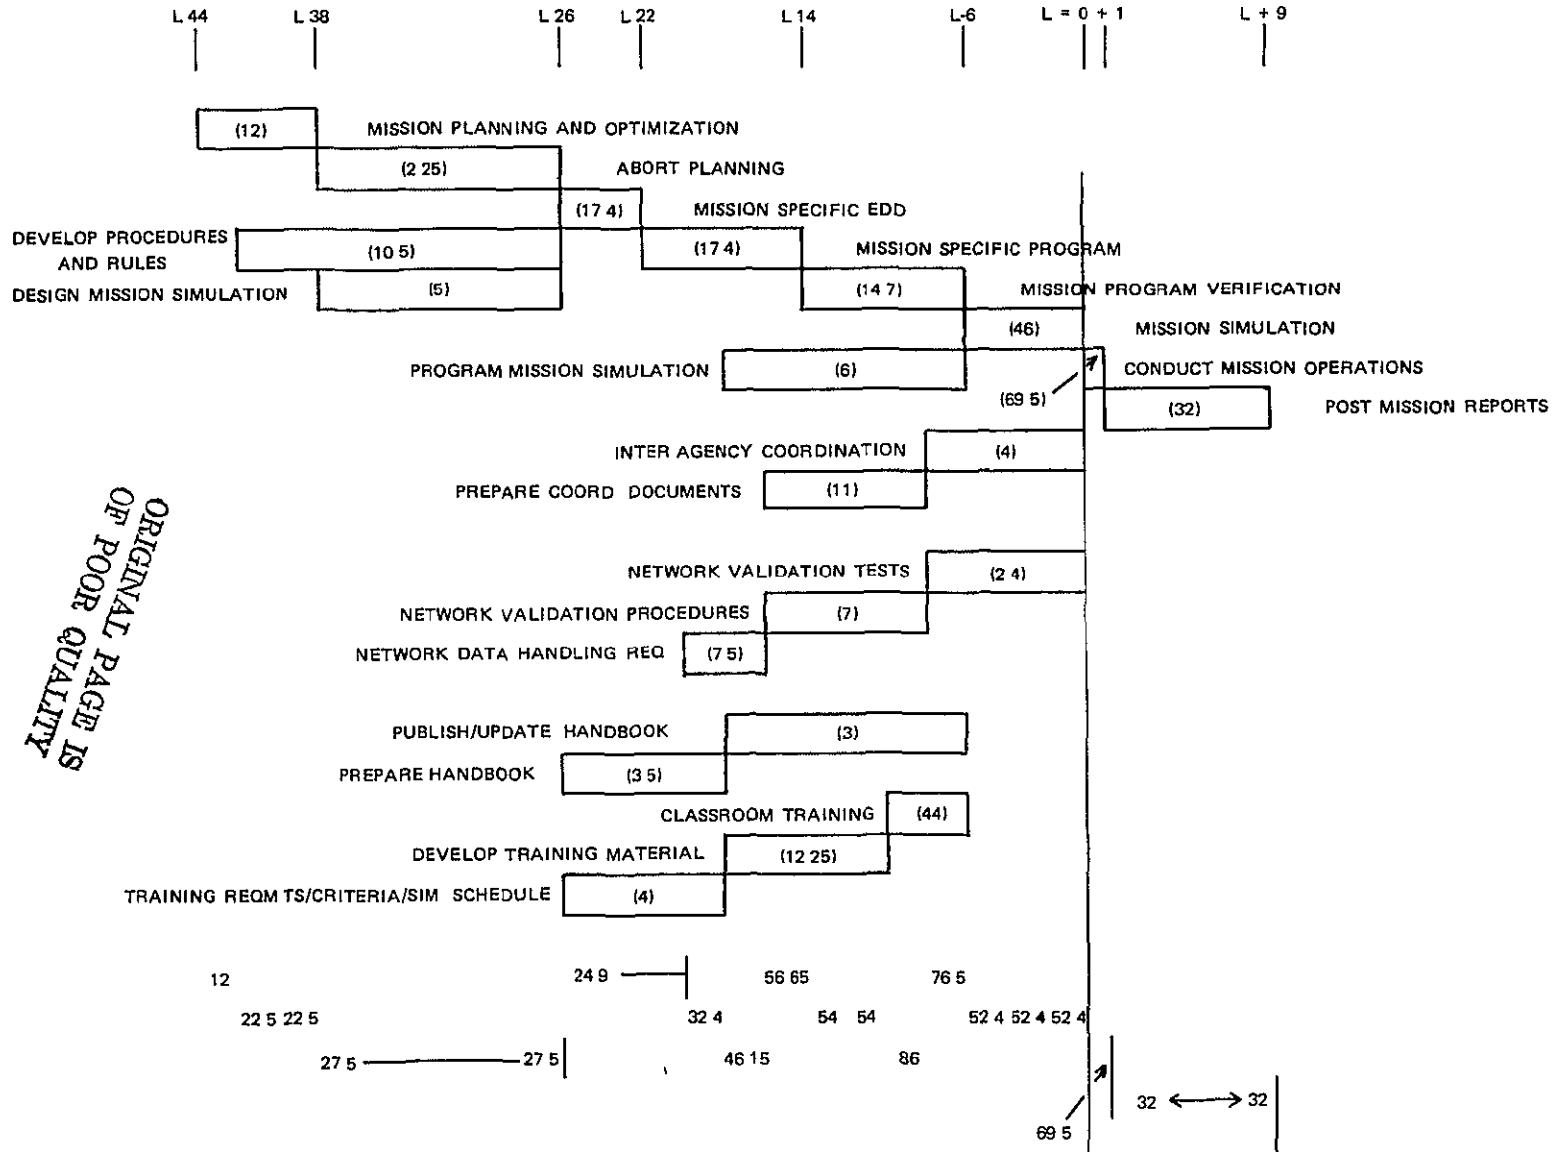 L 44 L 38 L 26 L 22 L 14 L-6 L = 0 + 1 L + 9
(12) MISSION PLANNING AND OPTIMIZATION
(2 25) ABORT PLANNING
(17 4) MISSION SPECIFIC EDD
DEVELOP PROCEDURES
AND RULES
(10 5) (17 4) MISSION SPECIFIC PROGRAM
DESIGN MISSION SIMULATION (5) (14 7) MISSION PROGRAM VERIFICATION
(46) MISSION SIMULATION
PROGRAM MISSION SIMULATION (6) CONDUCT MISSION OPERATIONS
(69 5) (32) POST MISSION REPORTS
INTER AGENCY COORDINATION (4)
PREPARE COORD DOCUMENTS (11)
ORIGINAL PAGE IS
OF POOR QUALITY
NETWORK VALIDATION TESTS (2 4)
NETWORK VALIDATION PROCEDURES (7)
NETWORK DATA HANDLING REQ (7 5)
PUBLISH/UPDATE HANDBOOK (3)
PREPARE HANDBOOK (3 5)
CLASSROOM TRAINING (44)
DEVELOP TRAINING MATERIAL (12 25)
TRAINING REQM TS/CRITERIA/SIM SCHEDULE (4)
12 24 9 56 65 76 5
22 5 22 5 32 4 54 54 52 4 52 4 52 4
27 5 27 5 46 15 86
32 32
69 5